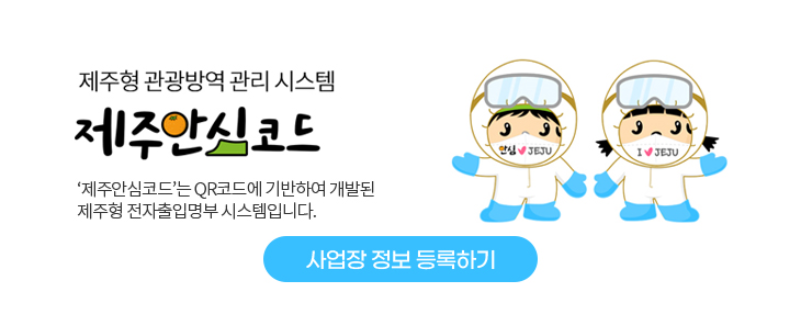 제주형 관광방역 관리 시스템
제주안심코드
'제주안심코드'는 QR코드에 기반하여 개발된
제주형 전자출입명부 시스템입니다.
안심 JEJU
I JEJU
사업장 정보 등록하기